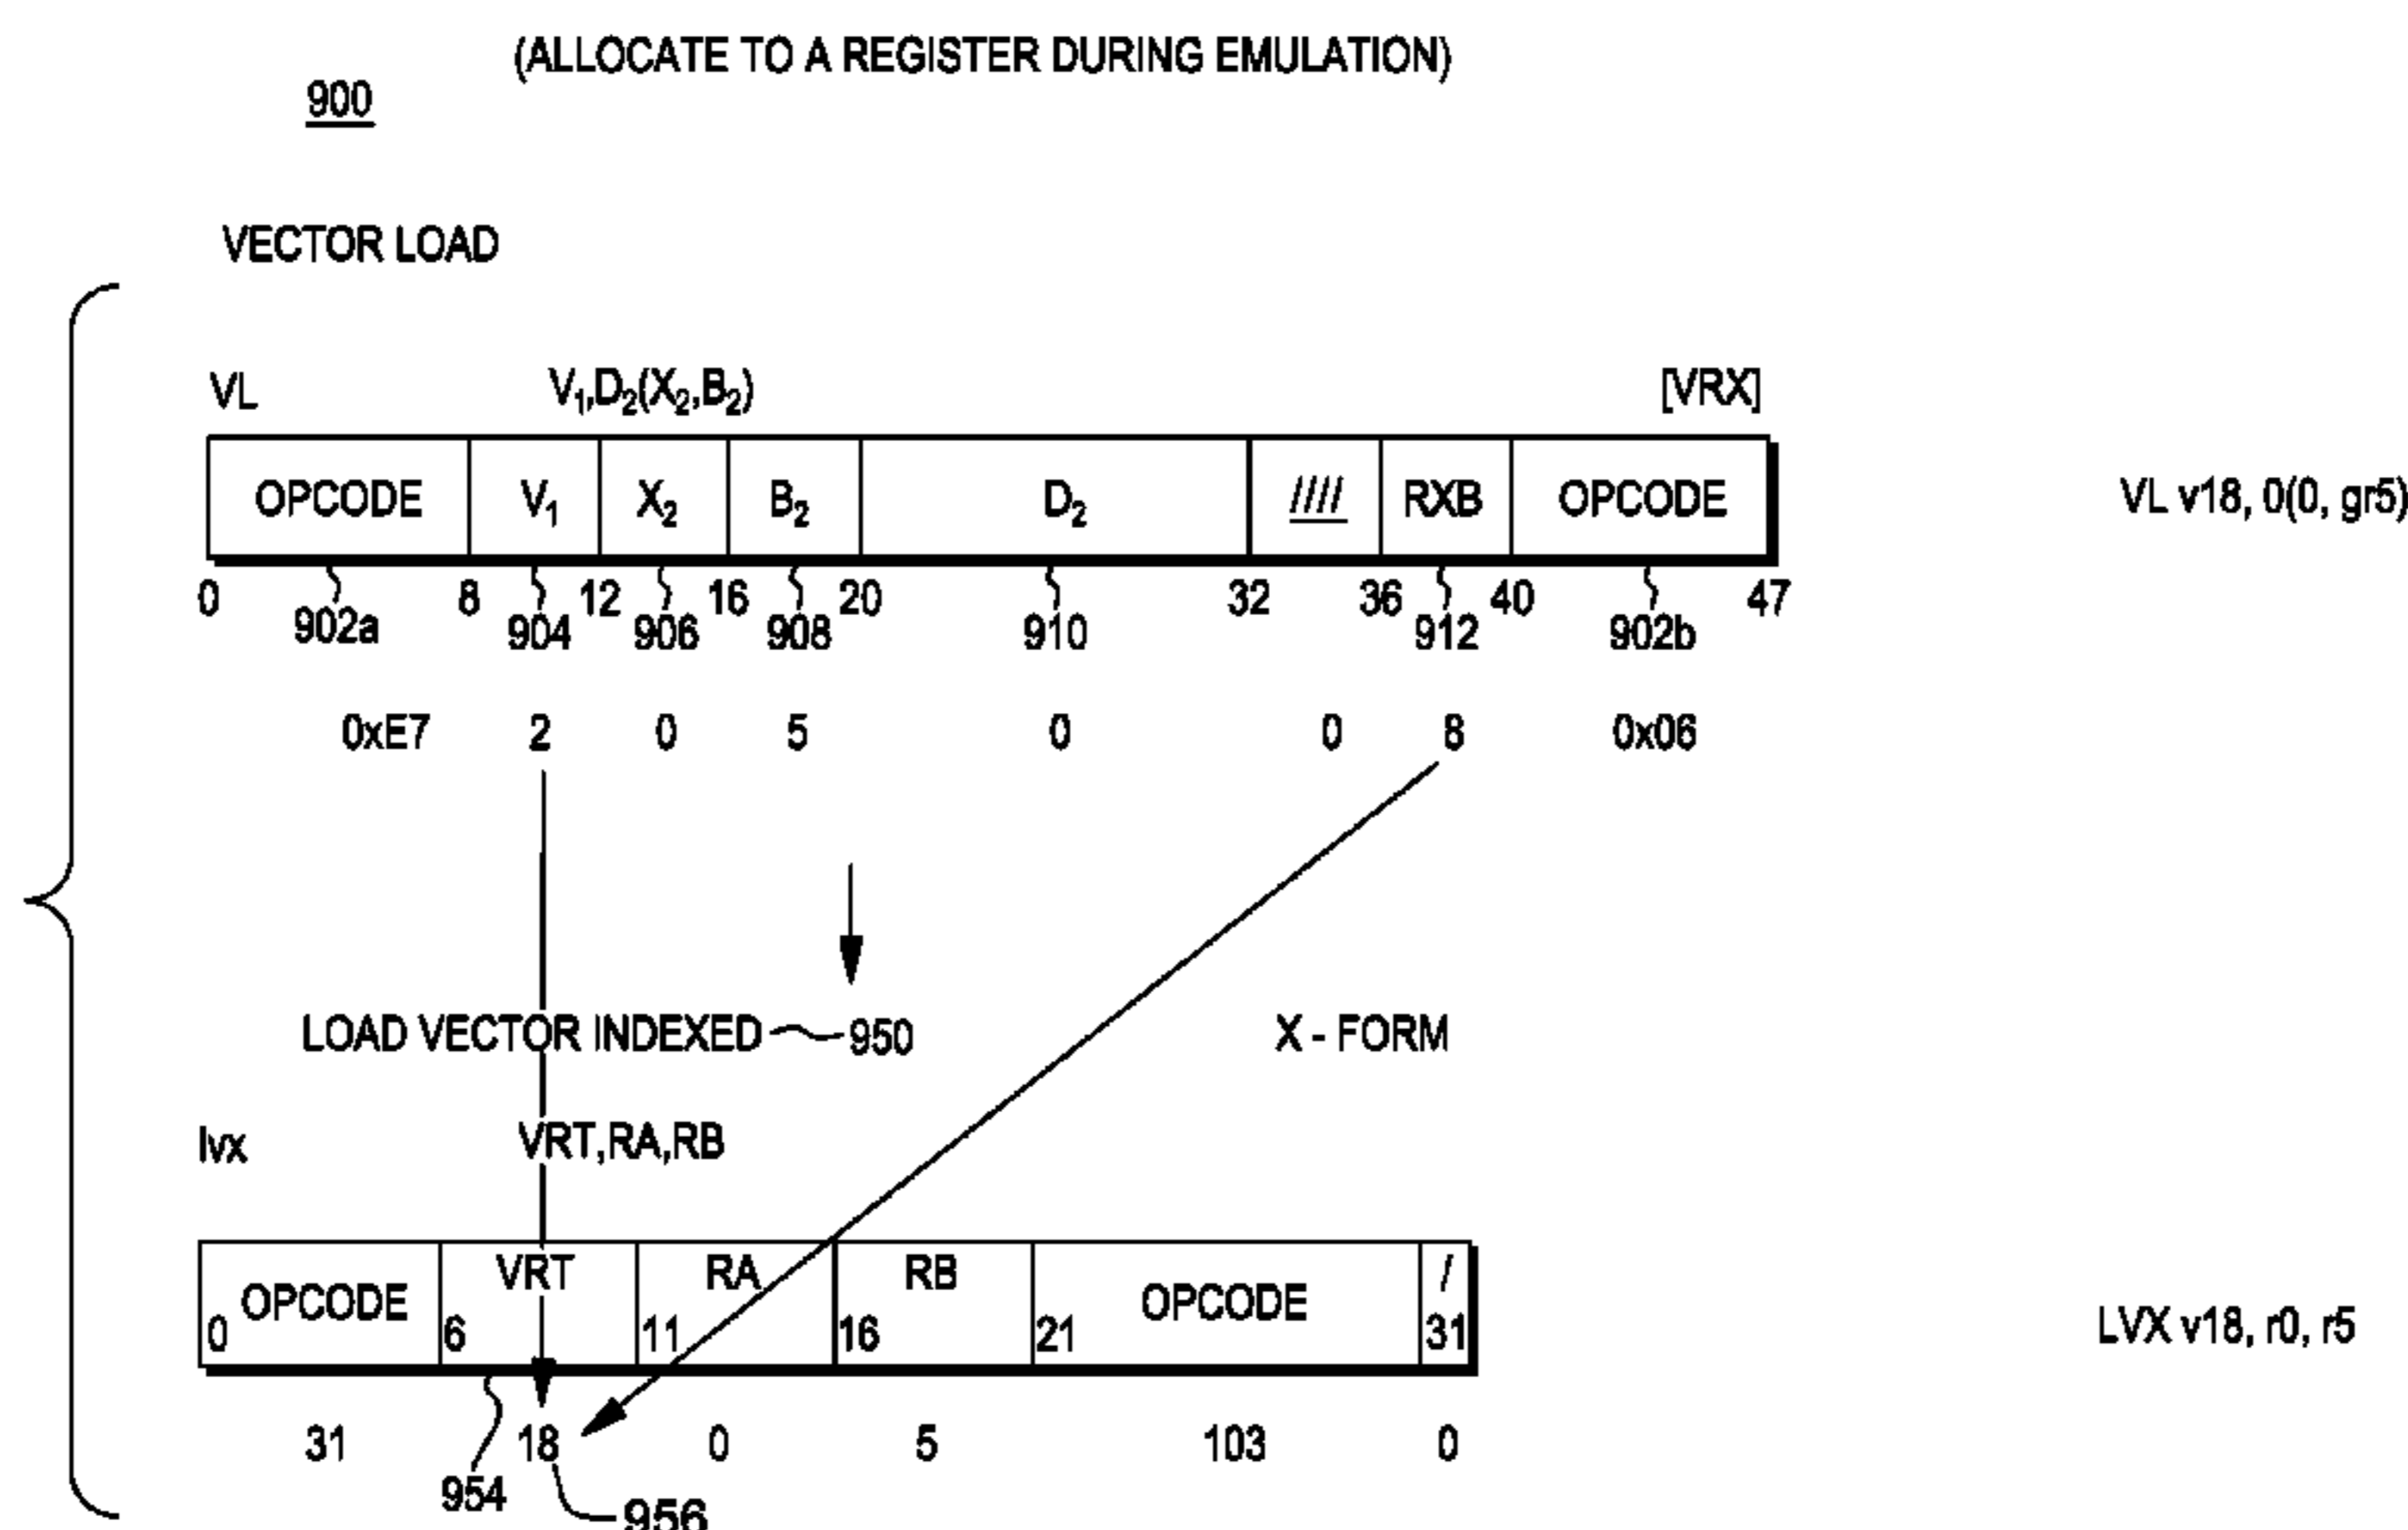 (ALLOCATE TO A REGISTER DURING EMULATION)
900
VECTOR LOAD
VL V₁,D₂(X₂,B₂) [VRX]
OPCODE V₁ X₂ B₂ D₂ //// RXB OPCODE VL v18, 0(0, gr5)
0 8 12 16 20 32 36 40 47
902a 904 906 908 910 912 902b
0xE7 2 0 5 0 0 8 0x06
LOAD VECTOR INDEXED 950 X - FORM
lvx VRT,RA,RB
OPCODE VRT RA RB OPCODE / LVX v18, r0, r5
0 6 11 16 21 31
31 18 0 5 103 0
954 956